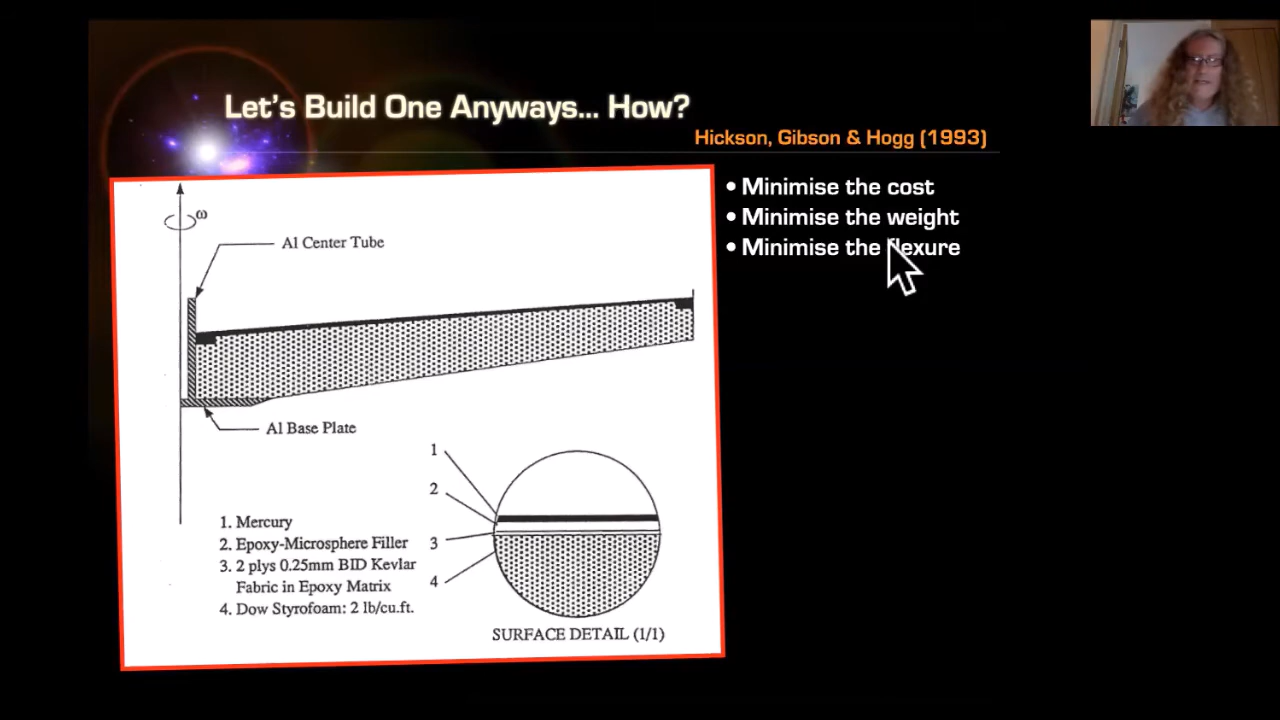 Let's Build One Anyways... How?
Hickson, Gibson & Hogg (1993)
• Minimise the cost
• Minimise the weight
• Minimise the flexure
ω
Al Center Tube
Al Base Plate
1
2
3
4
1. Mercury
2. Epoxy-Microsphere Filler
3. 2 plys 0.25mm BID Kevlar
Fabric in Epoxy Matrix
4. Dow Styrofoam: 2 lb/cu.ft.
SURFACE DETAIL (1/1)